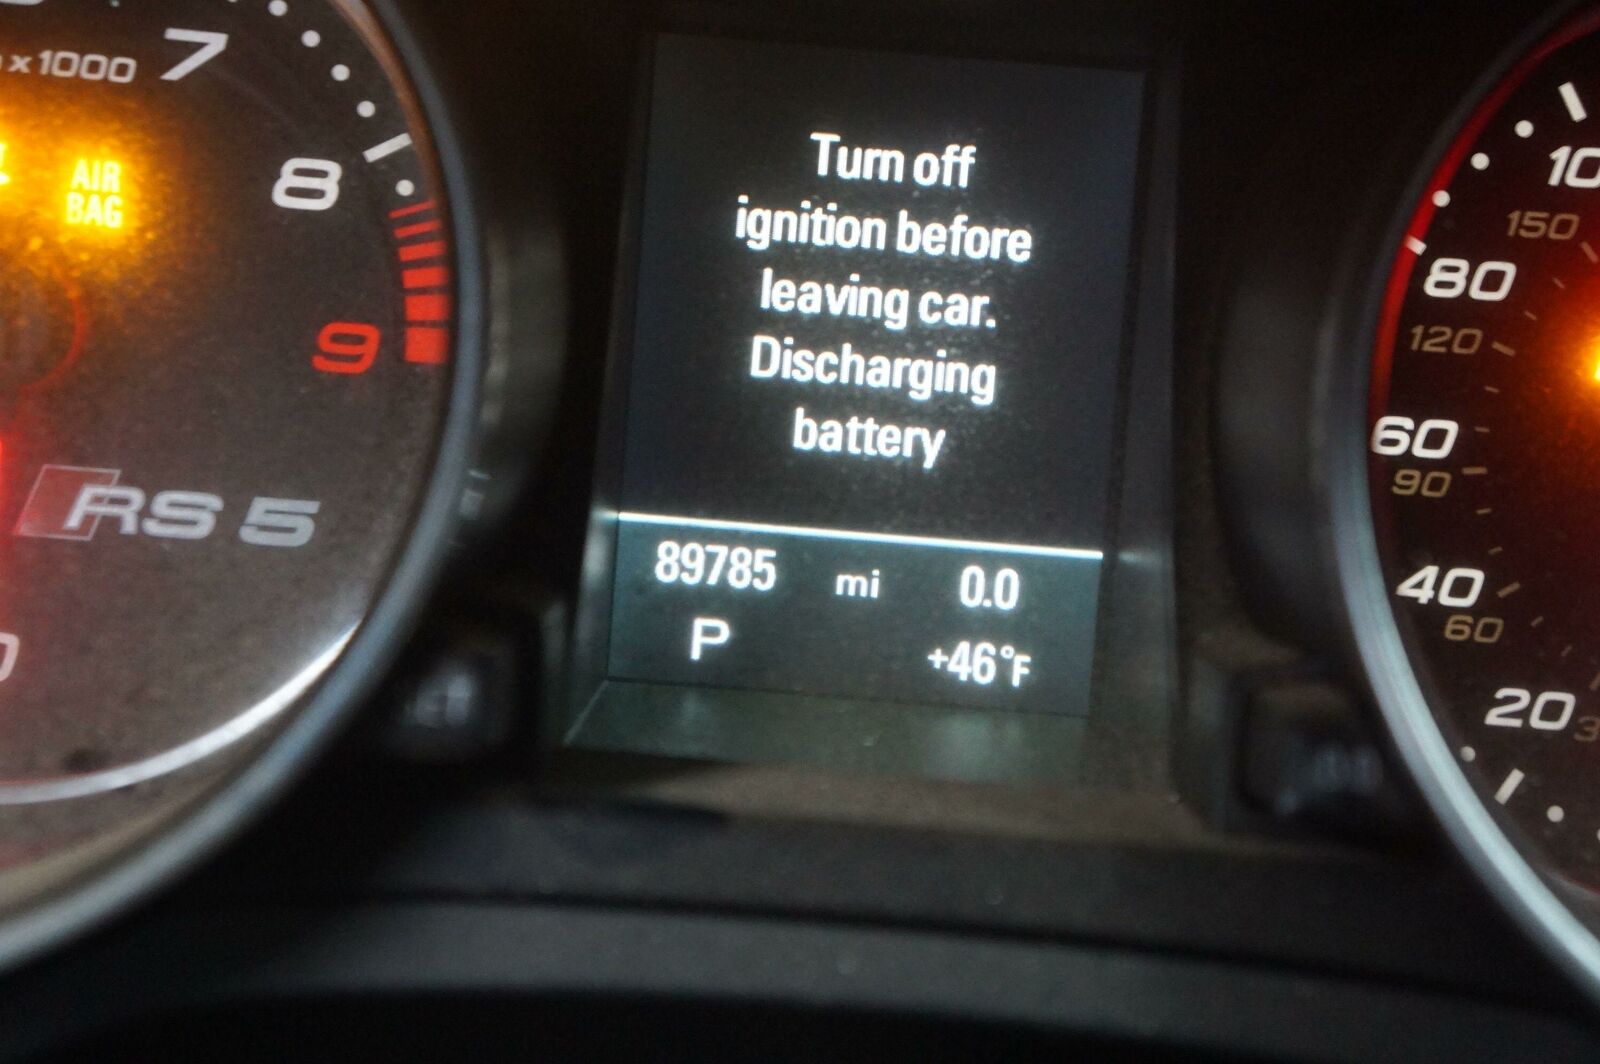 x 1000
7
AIR
BAG
8
9
RS 5
Turn off
ignition before
leaving car.
Discharging
battery
89785 mi 0.0
P +46°F
150
80
120
60
90
40
60
20